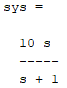 sys =
10 s
-----
s + 1